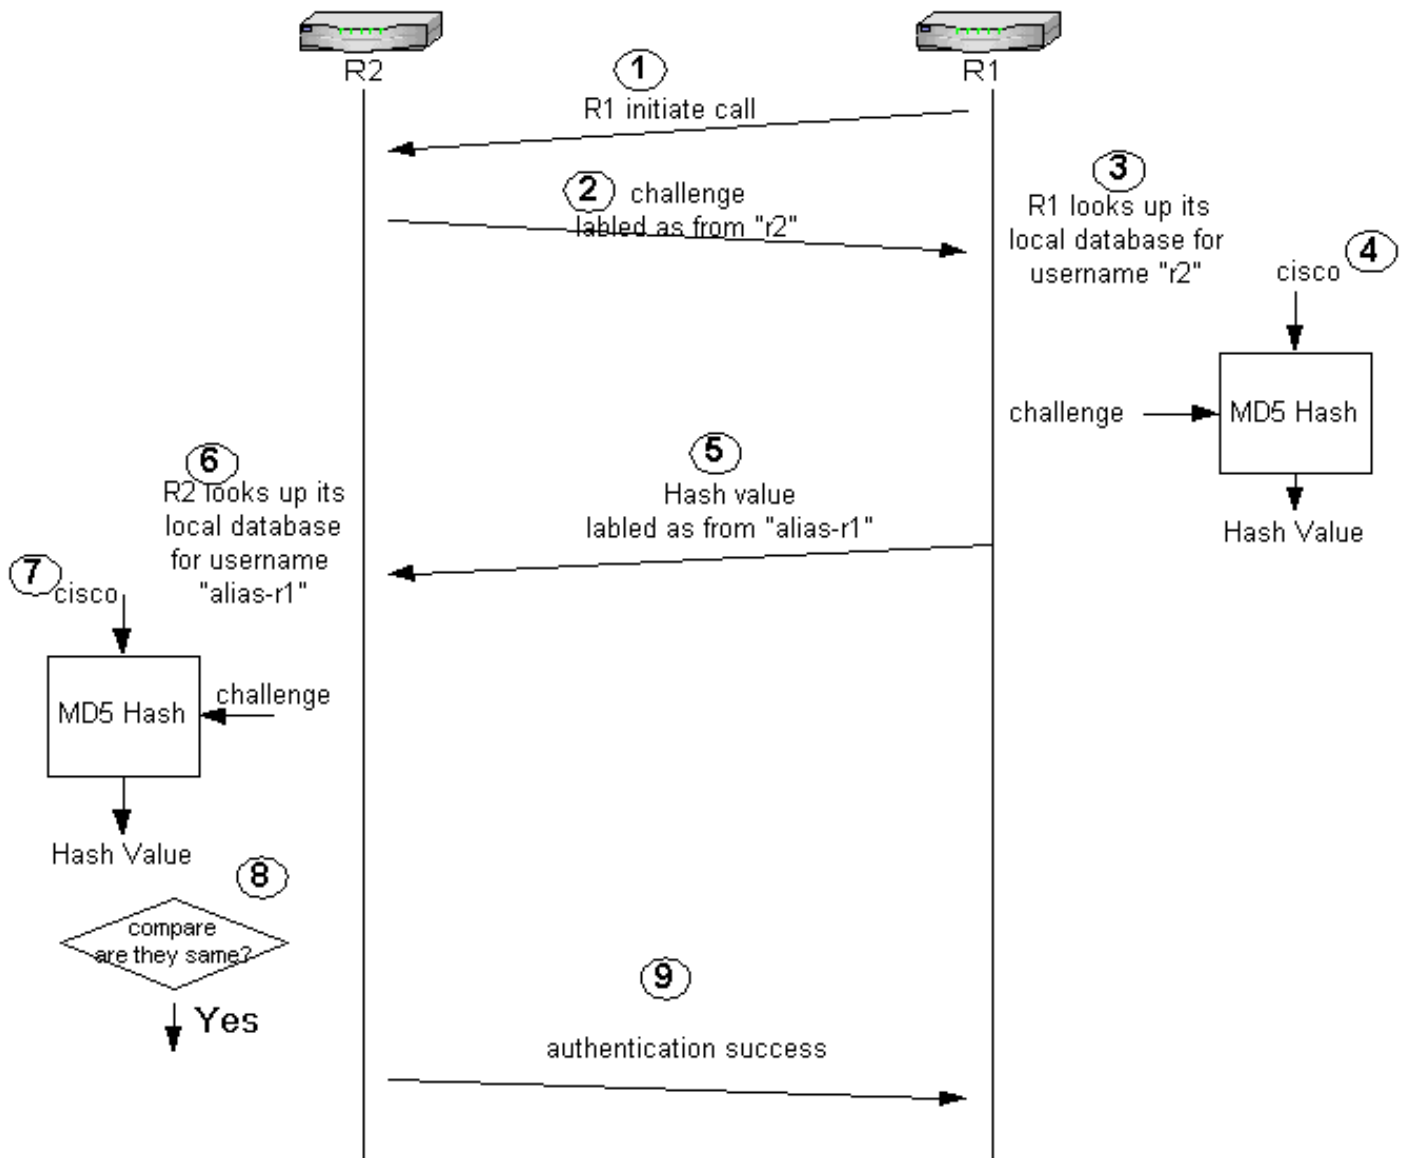 R2
R1
1
R1 initiate call
2
challenge
labled as from "r2"
3
R1 looks up its
local database for
username "r2"
4
cisco
challenge
MD5 Hash
Hash Value
5
Hash value
labled as from "alias-r1"
6
R2 looks up its
local database
for username
"alias-r1"
7
cisco
MD5 Hash
challenge
Hash Value
8
compare
are they same?
Yes
9
authentication success